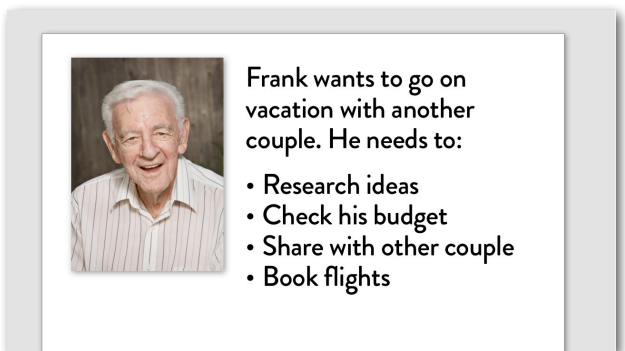 Frank wants to go on
vacation with another
couple. He needs to:
• Research ideas
• Check his budget
• Share with other couple
• Book flights